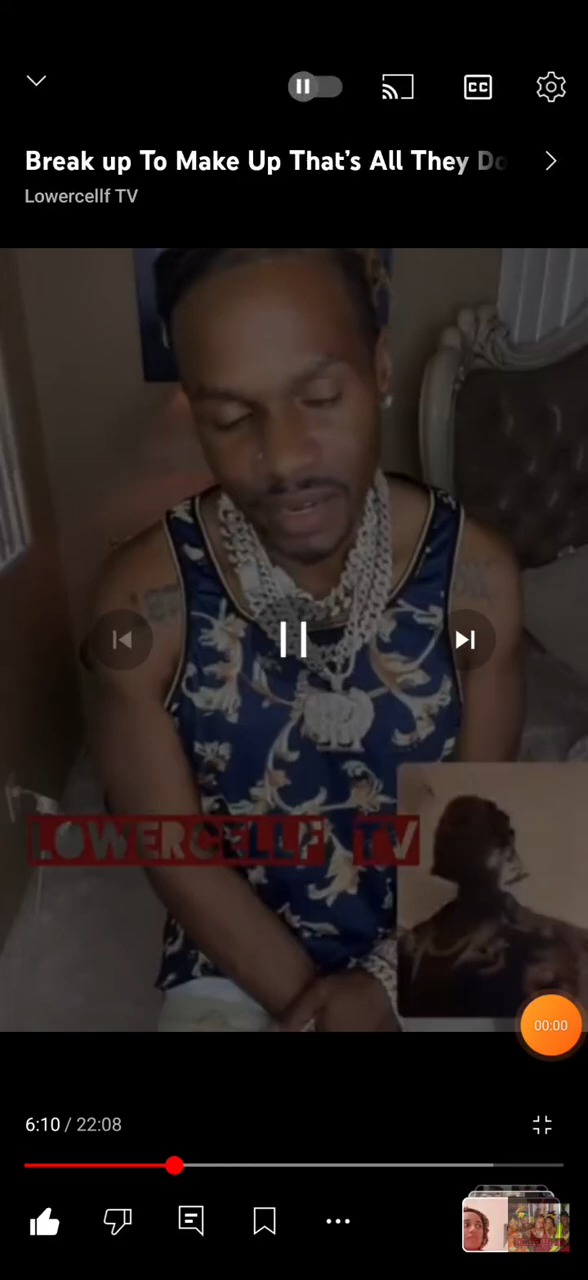 CC
Break up To Make Up That's All They Do
Lowercellf TV
LOWERCELLF TV
00:00
6:10 / 22:08